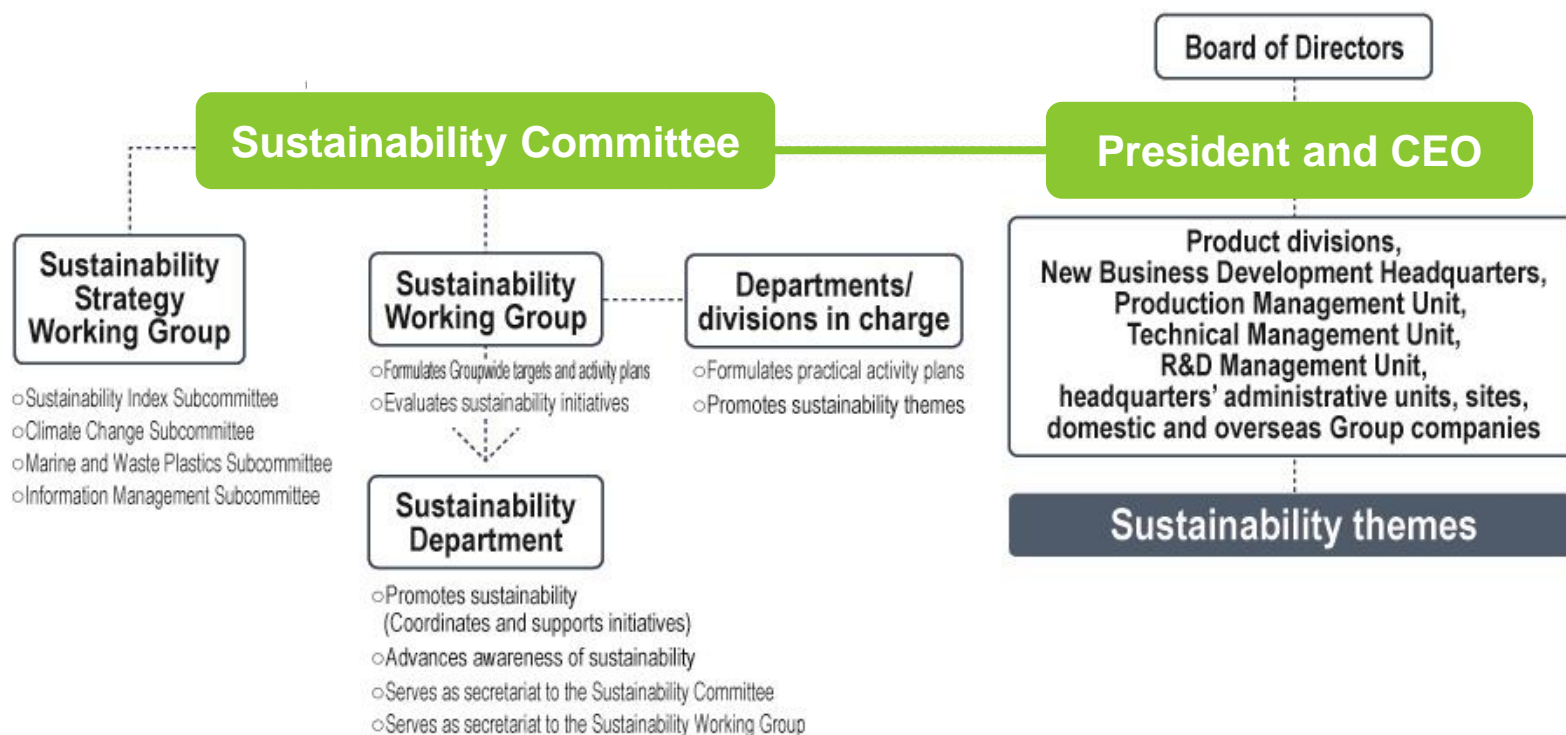 Board of Directors
Sustainability Committee
President and CEO
Sustainability
Strategy
Working Group
○Sustainability Index Subcommittee
○Climate Change Subcommittee
○Marine and Waste Plastics Subcommittee
○Information Management Subcommittee
Sustainability
Working Group
○Formulates Groupwide targets and activity plans
○Evaluates sustainability initiatives
Departments/
divisions in charge
○Formulates practical activity plans
○Promotes sustainability themes
Sustainability
Department
○Promotes sustainability
(Coordinates and supports initiatives)
○Advances awareness of sustainability
○Serves as secretariat to the Sustainability Committee
○Serves as secretariat to the Sustainability Working Group
Product divisions,
New Business Development Headquarters,
Production Management Unit,
Technical Management Unit,
R&D Management Unit,
headquarters’ administrative units, sites,
domestic and overseas Group companies
Sustainability themes